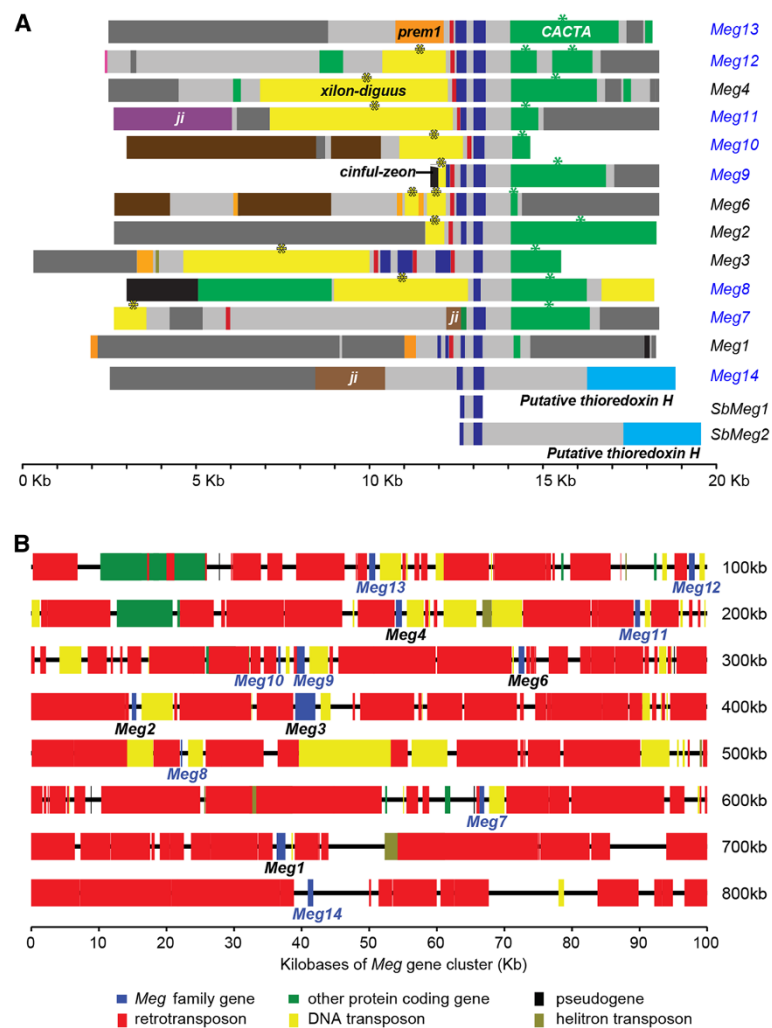 A
prem1 CACTA Meg13
Meg12
xilon-diguus Meg4
ji Meg11
Meg10
cinful-zeon Meg9
Meg6
Meg2
Meg3
Meg8
ji Meg7
Meg1
ji Meg14
Putative thioredoxin H
SbMeg1
SbMeg2
Putative thioredoxin H
0 Kb 5 Kb 10 Kb 15 Kb 20 Kb
B
100kb
Meg13 Meg12
200kb
Meg4 Meg11
300kb
Meg10 Meg9 Meg6
400kb
Meg2 Meg3
500kb
Meg8
600kb
Meg7
700kb
Meg1
800kb
Meg14
0 10 20 30 40 50 60 70 80 90 100
Kilobases of Meg gene cluster (Kb)
Meg family gene other protein coding gene pseudogene
retrotransposon DNA transposon helitron transposon